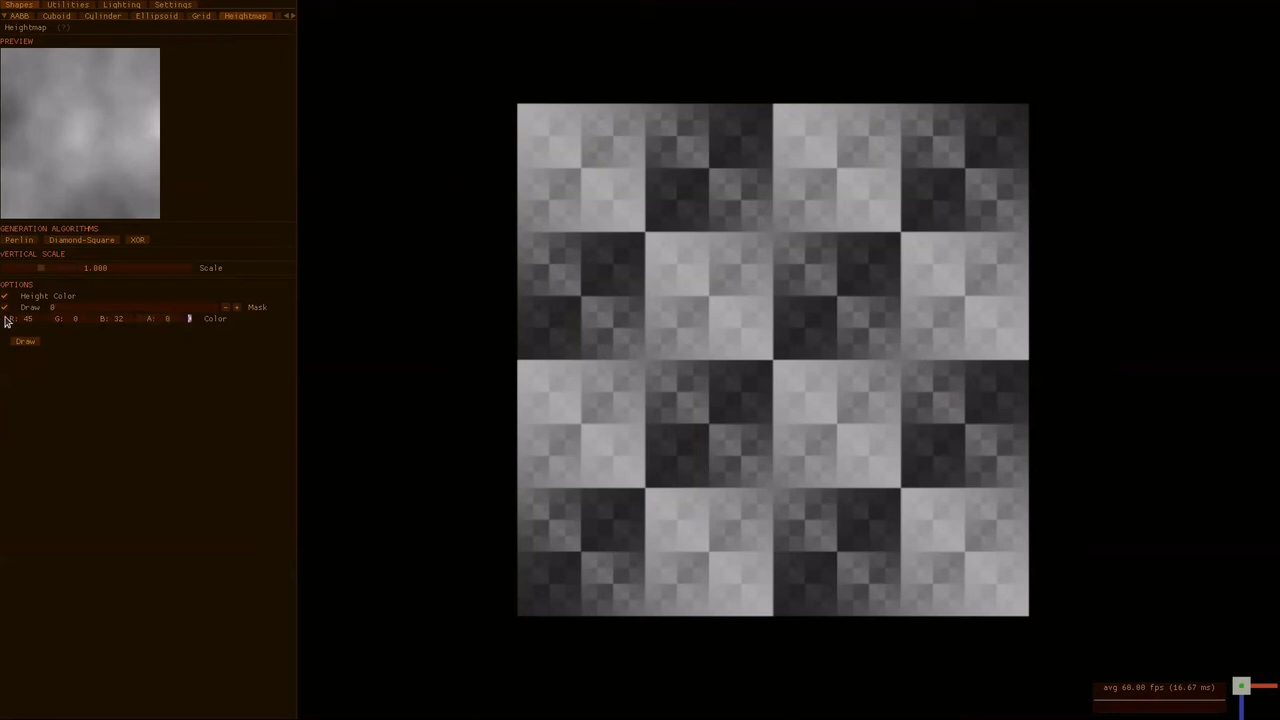 Shapes Utilities Lighting Settings
AABB Cuboid Cylinder Ellipsoid Grid Heightmap
Heightmap (?)
PREVIEW
GENERATION ALGORITHMS
Perlin Diamond-Square XOR
VERTICAL SCALE
1.000 Scale
OPTIONS
Height Color
Draw 0 - + Mask
R: 45 G: 0 B: 32 A: 0 Color
Draw
avg 60.00 fps (16.67 ms)